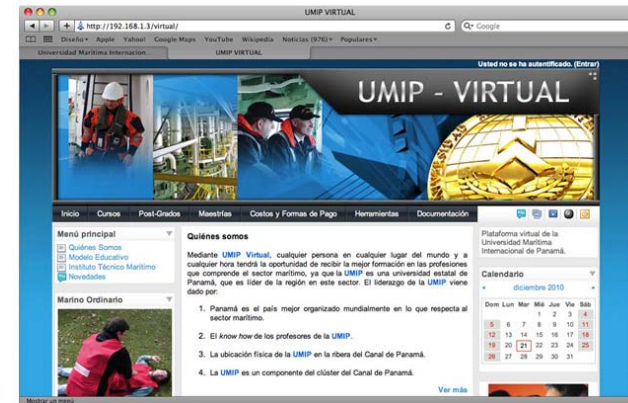 UMIP VIRTUAL
http://192.168.1.3/virtual/
Google
Diseño Apple Yahoo! Google Maps YouTube Wikipedia Noticias (976) Populares
Universidad Marítima Internacion...
UMIP VIRTUAL
Usted no se ha autentificado. (Entrar)
UMIP - VIRTUAL
Inicio Cursos Post-Grados Maestrías Costos y Formas de Pago Herramientas Documentación
Menú principal
Quiénes Somos
Modelo Educativo
Instituto Técnico Marítimo
Novedades
Marino Ordinario
Quiénes somos
Mediante UMIP Virtual, cualquier persona en cualquier lugar del mundo y a
cualquier hora tendrá la oportunidad de recibir la mejor formación en las profesiones
que comprende el sector marítimo, ya que la UMIP es una universidad estatal de
Panamá, que es líder de la región en este sector. El liderazgo de la UMIP viene
dado por:
1. Panamá es el país mejor organizado mundialmente en lo que respecta al
sector marítimo.
2. El know how de los profesores de la UMIP.
3. La ubicación física de la UMIP en la ribera del Canal de Panamá.
4. La UMIP es un componente del clúster del Canal de Panamá.
Ver más
Plataforma virtual de la
Universidad Marítima
Internacional de Panamá.
Calendario
diciembre 2010
Dom Lun Mar Mié Jue Vie Sáb
1 2 3 4
5 6 7 8 9 10 11
12 13 14 15 16 17 18
19 20 21 22 23 24 25
26 27 28 29 30 31
Mostrar un menú